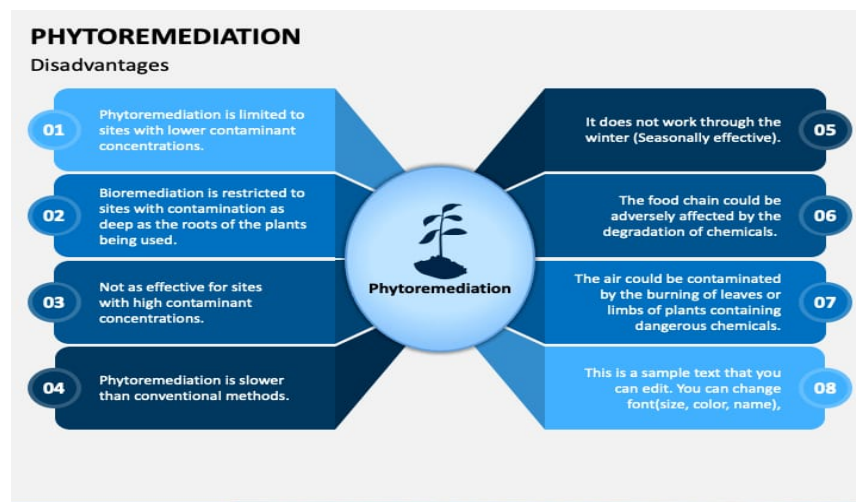 PHYTOREMEDIATION
Disadvantages
01
Phytoremediation is limited to
sites with lower contaminant
concentrations.
02
Bioremediation is restricted to
sites with contamination as
deep as the roots of the plants
being used.
03
Not as effective for sites
with high contaminant
concentrations.
04
Phytoremediation is slower
than conventional methods.
Phytoremediation
It does not work through the
winter (Seasonally effective).
05
The food chain could be
adversely affected by the
degradation of chemicals.
06
The air could be contaminated
by the burning of leaves or
limbs of plants containing
dangerous chemicals.
07
This is a sample text that you
can edit. You can change
font(size, color, name),
08